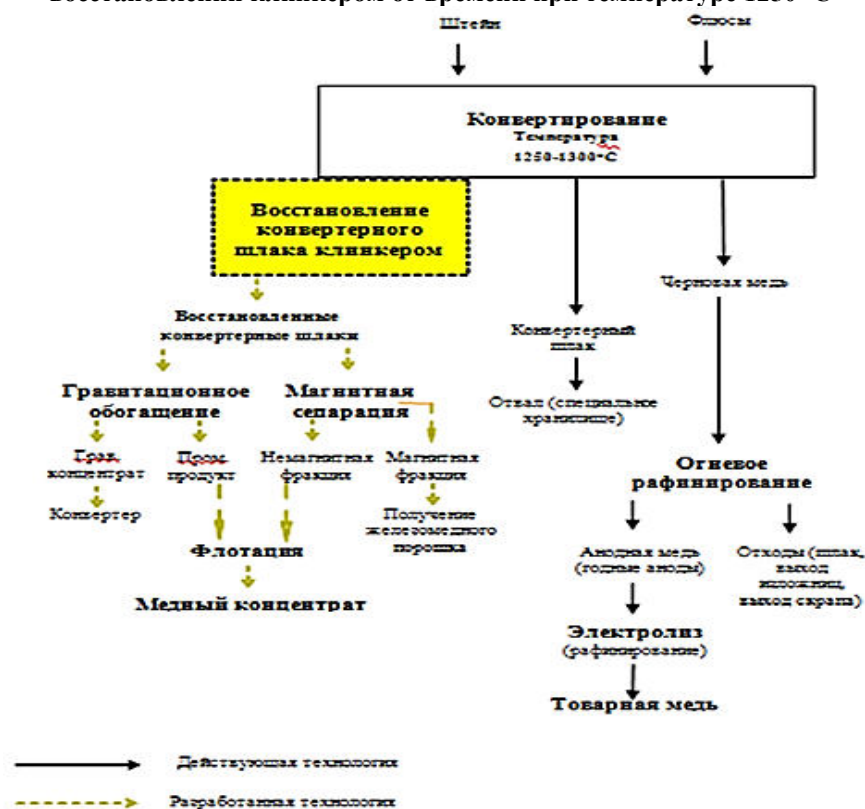 восстановлении клинкером от времени при температуре 1250 °С
Штейн
Флюсы
Конвертирование
Температура
1250-1300°С
Восстановление
конвертерного
шлака клинкером
Черновая медь
Восстановленные
конвертерные шлаки
Конвертерный
шлак
Гравитационное
обогащение
Магнитная
сепарация
Отвал (специальное
хранилище)
Грав.
концентрат
Пром.
продукт
Немагнитная
фракция
Магнитная
фракция
Огневое
рафинирование
Конвертер
Получение
железомедного
порошка
Флотация
Анодная медь
(годные аноды)
Отходы (шлак,
выход
изложниц,
выход скрапа)
Медный концентрат
Электролиз
(рафинирование)
Товарная медь
Действующая технология
Разработанная технология